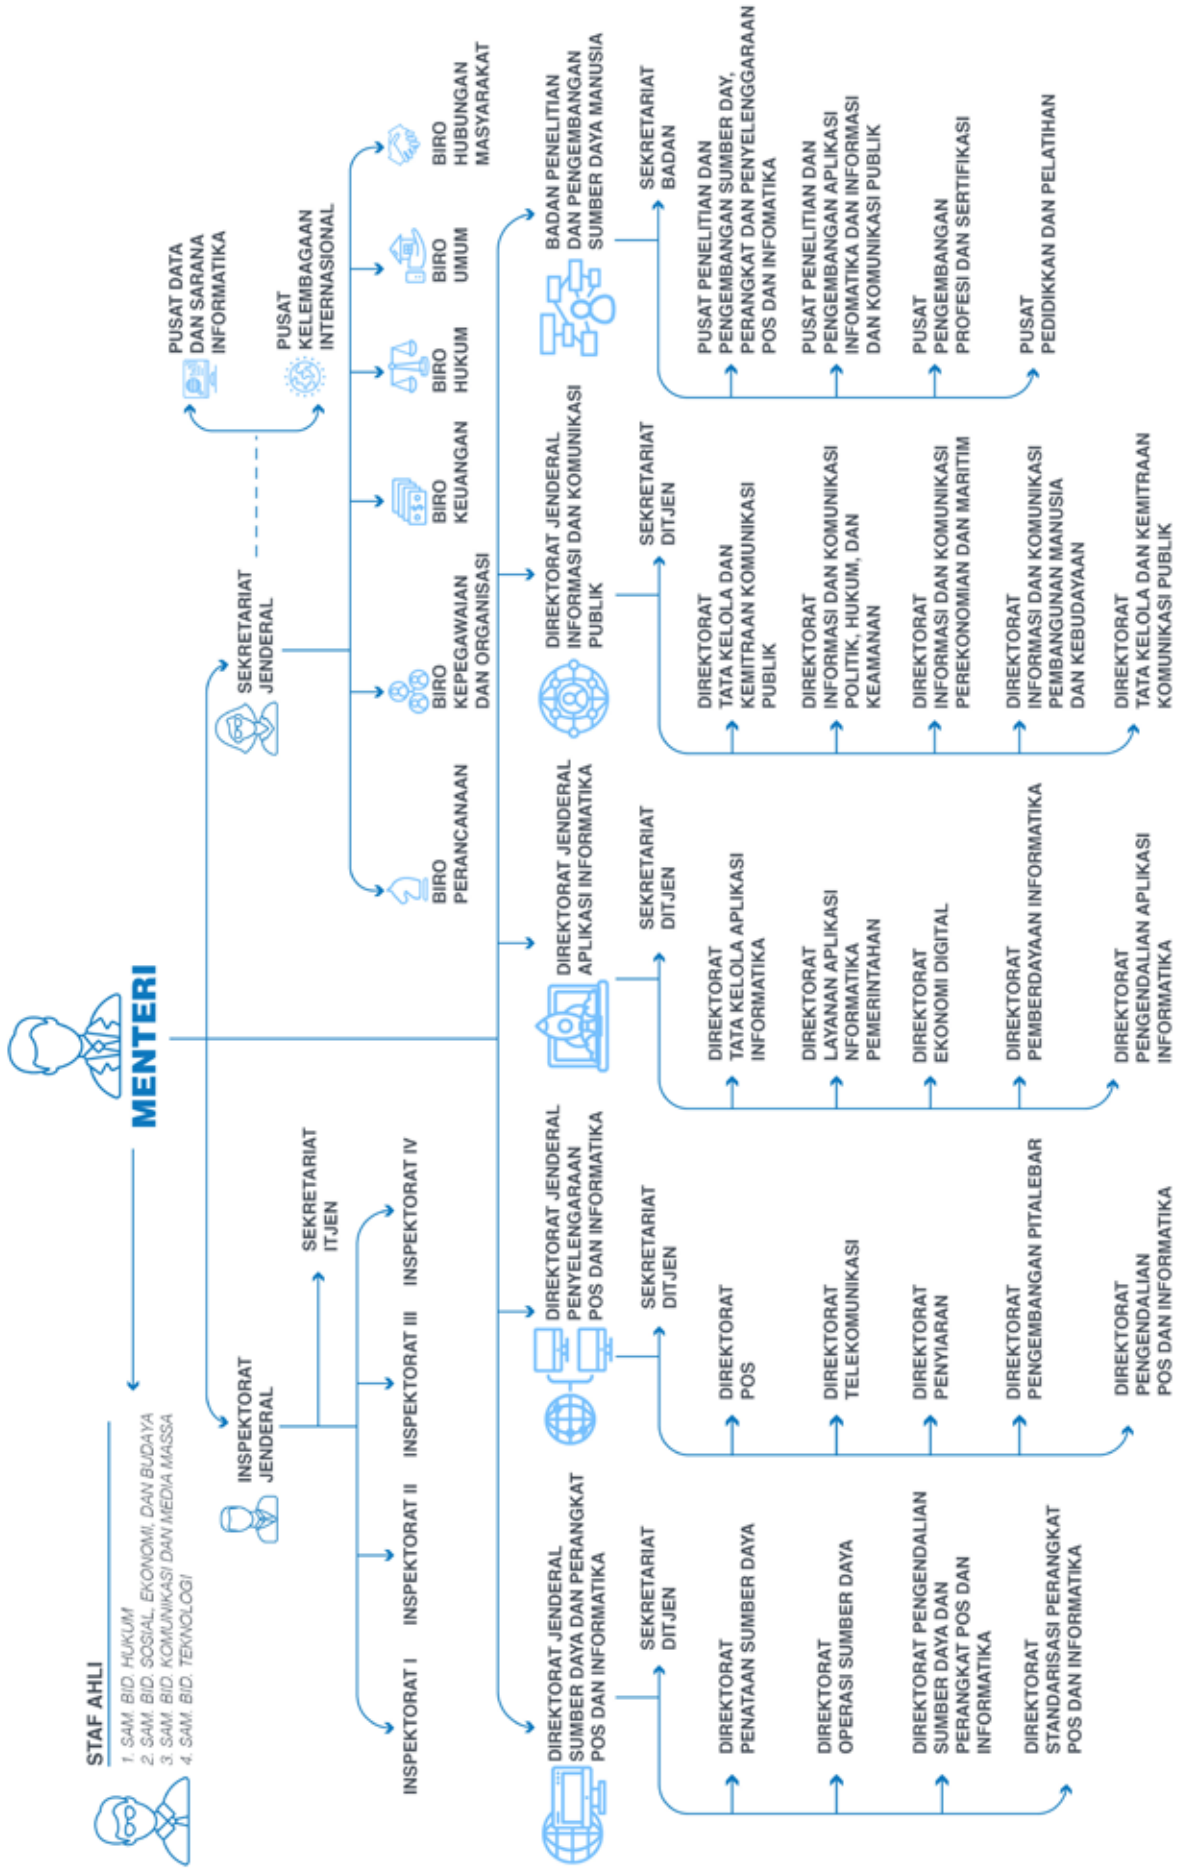 MENTERI
STAF AHLI
1. SAM. BID. HUKUM
2. SAM. BID. SOSIAL, EKONOMI, DAN BUDAYA
3. SAM. BID. KOMUNIKASI DAN MEDIA MASSA
4. SAM. BID. TEKNOLOGI
INSPEKTORAT
JENDERAL
SEKRETARIAT
ITJEN
INSPEKTORAT I
INSPEKTORAT II
INSPEKTORAT III
INSPEKTORAT IV
SEKRETARIAT
JENDERAL
PUSAT DATA
DAN SARANA
INFORMATIKA
PUSAT
KELEMBAGAAN
INTERNASIONAL
BIRO
PERANCANAAN
BIRO
KEPEGAWAIAN
DAN ORGANISASI
BIRO
KEUANGAN
BIRO
HUKUM
BIRO
UMUM
BIRO
HUBUNGAN
MASYARAKAT
DIREKTORAT JENDERAL
SUMBER DAYA DAN PERANGKAT
POS DAN INFORMATIKA
SEKRETARIAT
DITJEN
DIREKTORAT
PENATAAN SUMBER DAYA
DIREKTORAT
OPERASI SUMBER DAYA
DIREKTORAT PENGENDALIAN
SUMBER DAYA DAN
PERANGKAT POS DAN
INFORMATIKA
DIREKTORAT
STANDARISASI PERANGKAT
POS DAN INFORMATIKA
DIREKTORAT JENDERAL
PENYELENGARAAN
POS DAN INFORMATIKA
SEKRETARIAT
DITJEN
DIREKTORAT
POS
DIREKTORAT
TELEKOMUNIKASI
DIREKTORAT
PENYIARAN
DIREKTORAT
PENGEMBANGAN PITALEBAR
DIREKTORAT
PENGENDALIAN
POS DAN INFORMATIKA
DIREKTORAT JENDERAL
APLIKASI INFORMATIKA
SEKRETARIAT
DITJEN
DIREKTORAT
TATA KELOLA APLIKASI
INFORMATIKA
DIREKTORAT
LAYANAN APLIKASI
NFORMATIKA
PEMERINTAHAN
DIREKTORAT
EKONOMI DIGITAL
DIREKTORAT
PEMBERDAYAAN INFORMATIKA
DIREKTORAT
PENGENDALIAN APLIKASI
INFORMATIKA
DIREKTORAT JENDERAL
INFORMASI DAN KOMUNIKASI
PUBLIK
SEKRETARIAT
DITJEN
DIREKTORAT
TATA KELOLA DAN
KEMITRAAN KOMUNIKASI
PUBLIK
DIREKTORAT
INFORMASI DAN KOMUNIKASI
POLITIK, HUKUM, DAN
KEAMANAN
DIREKTORAT
INFORMASI DAN KOMUNIKASI
PEREKONOMIAN DAN MARITIM
DIREKTORAT
INFORMASI DAN KOMUNIKASI
PEMBANGUNAN MANUSIA
DAN KEBUDAYAAN
DIREKTORAT
TATA KELOLA DAN KEMITRAAN
KOMUNIKASI PUBLIK
BADAN PENELITIAN
DAN PENGEMBANGAN
SUMBER DAYA MANUSIA
SEKRETARIAT
BADAN
PUSAT PENELITIAN DAN
PENGEMBANGAN SUMBER DAY,
PERANGKAT DAN PENYELENGGARAAN
POS DAN INFOMATIKA
PUSAT PENELITIAN DAN
PENGEMBANGAN APLIKASI
INFOMATIKA DAN INFORMASI
DAN KOMUNIKASI PUBLIK
PUSAT
PENGEMBANGAN
PROFESI DAN SERTIFIKASI
PUSAT
PEDIDIKAN DAN PELATIHAN